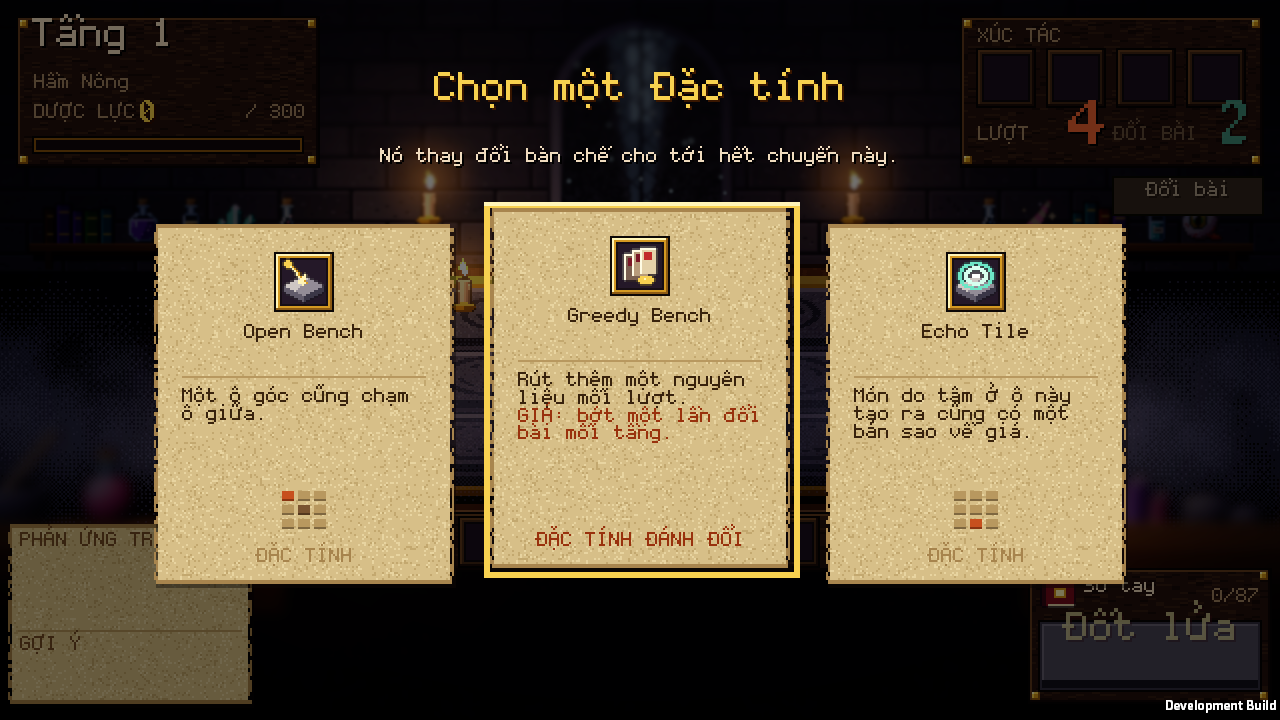 Tầng 1
Hầm Nông
DƯỢC LỰC 0 / 300
XÚC TÁC
LƯỢT 4 ĐỔI BÀI 2
Đổi bài
Chọn một Đặc tính
Nó thay đổi bàn chế cho tới hết chuyến này.
Open Bench
Một ô góc cũng chạm
ô giữa.
ĐẶC TÍNH
Greedy Bench
Rút thêm một nguyên
liệu mỗi lượt.
GIÁ: bớt một lần đổi
bài mỗi tầng.
ĐẶC TÍNH ĐÁNH ĐỔI
Echo Tile
Món do tâm ở ô này
tạo ra cũng có một
bản sao về giá.
ĐẶC TÍNH
PHẢN ỨNG TR
GỢI Ý
Sổ tay
0/87
Đốt lửa
Development Build